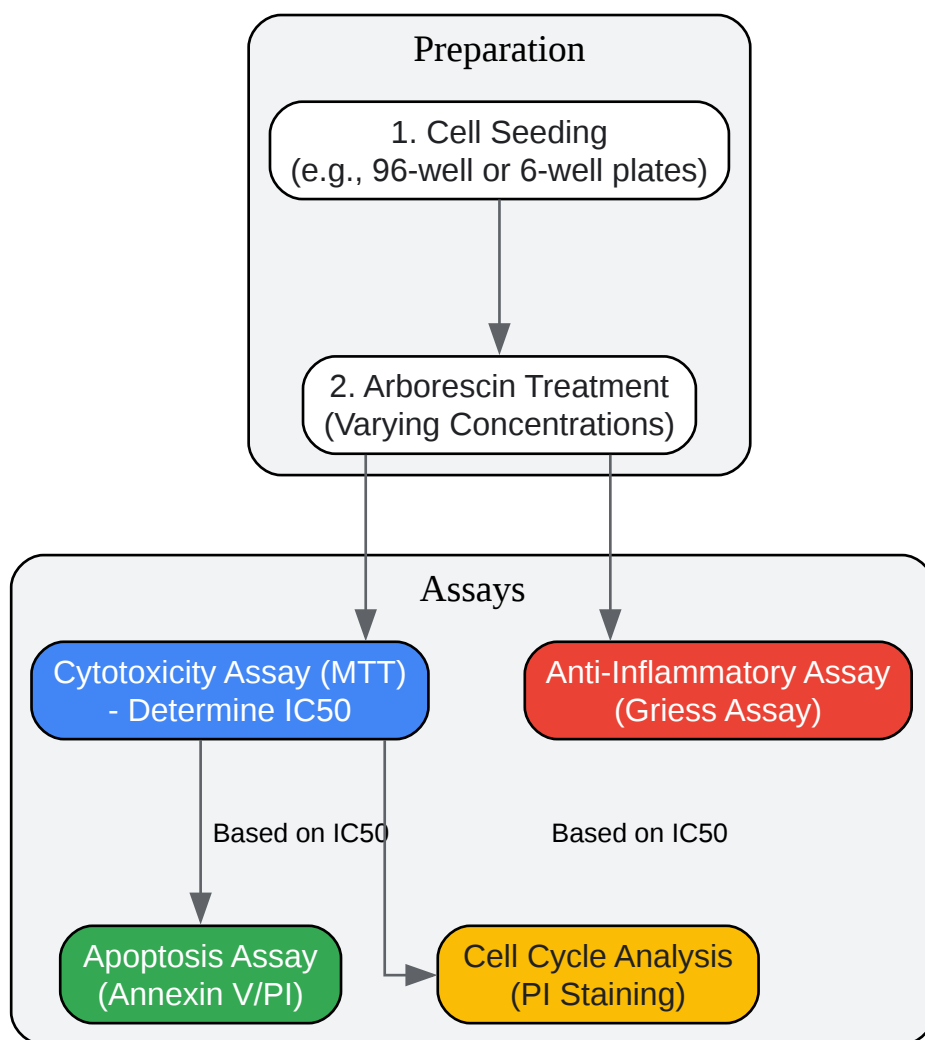 Preparation
1. Cell Seeding
(e.g., 96-well or 6-well plates)
2. Arborescin Treatment
(Varying Concentrations)
Assays
Cytotoxicity Assay (MTT)
- Determine IC50
Anti-Inflammatory Assay
(Griess Assay)
Based on IC50
Based on IC50
Apoptosis Assay
(Annexin V/PI)
Cell Cycle Analysis
(PI Staining)